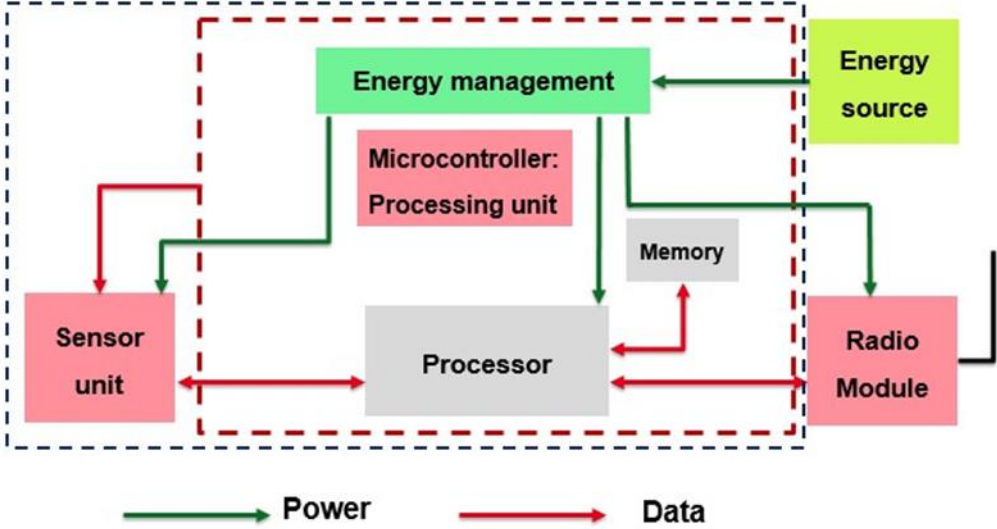 Energy management
Energy
source
Microcontroller:
Processing unit
Memory
Sensor
unit
Processor
Radio
Module
Power
Data